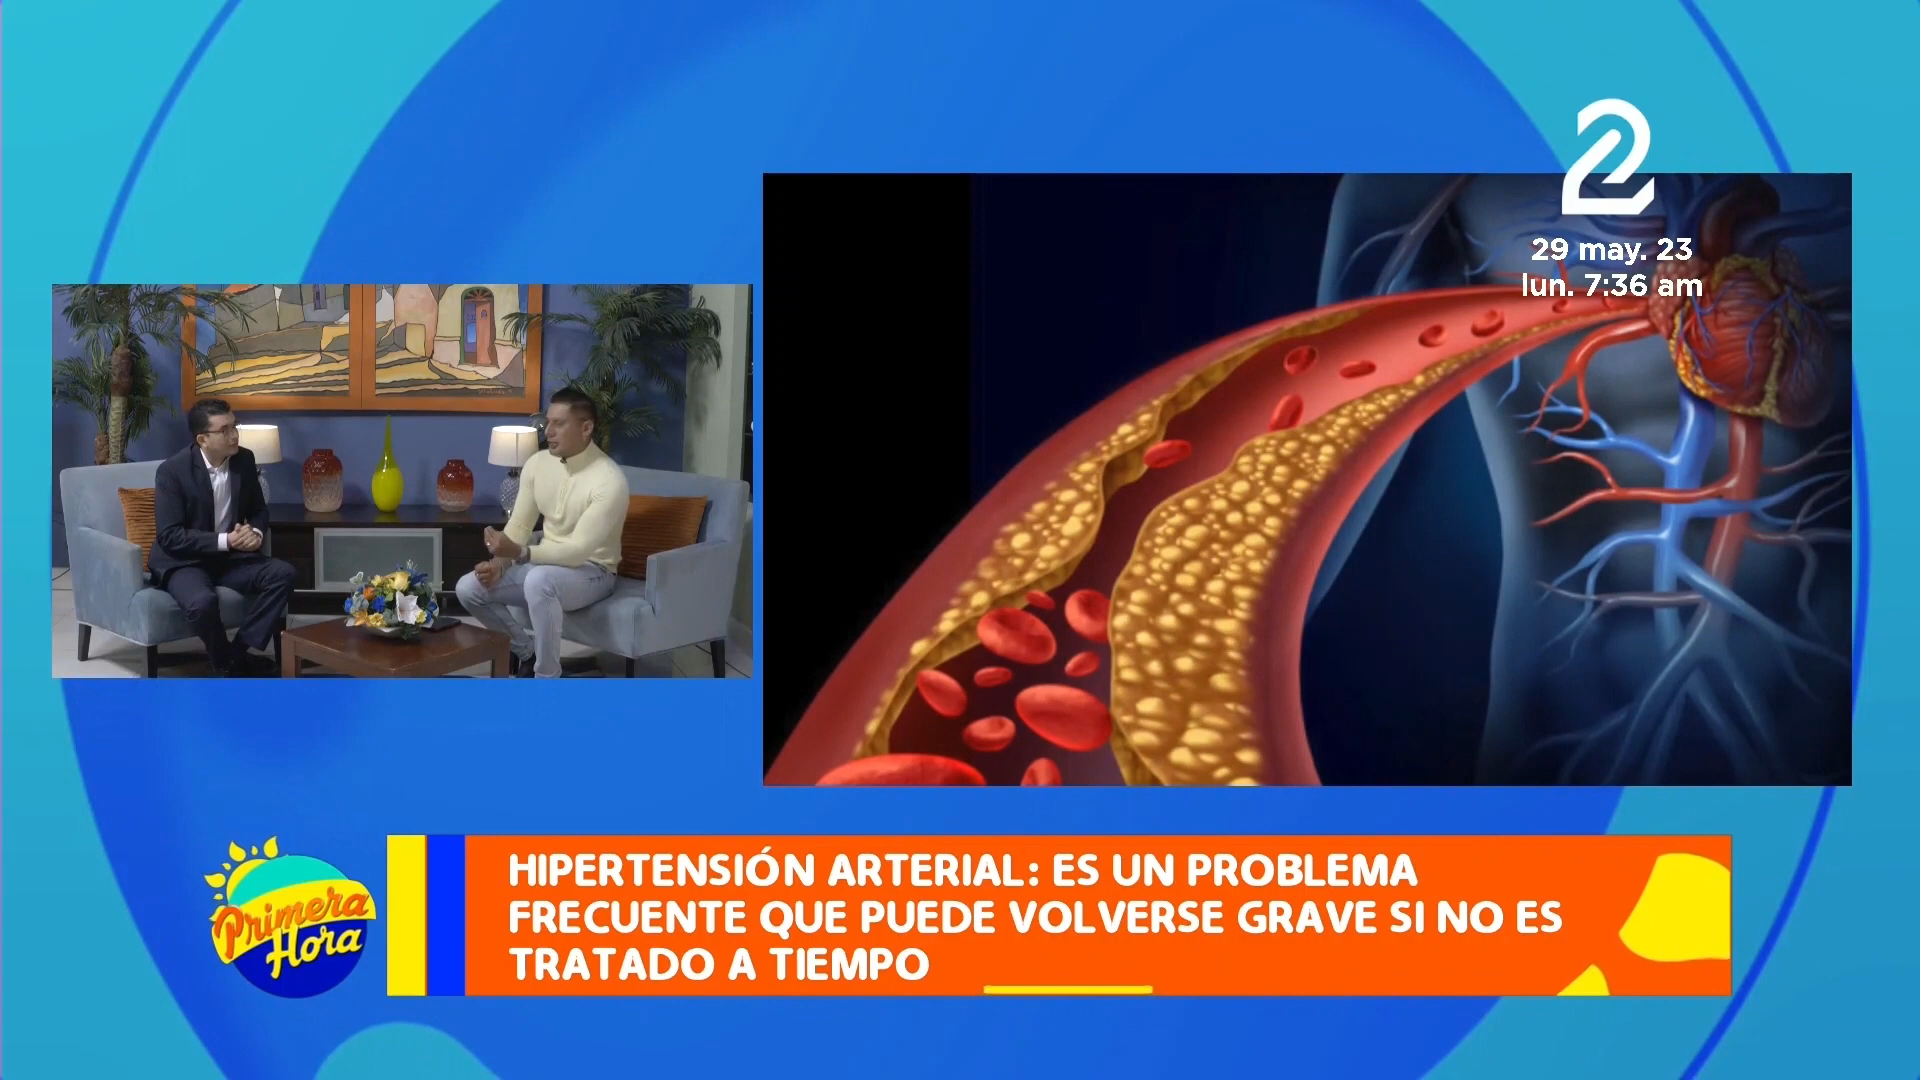 2
29 may. 23
lun. 7:36 am
Primera
Hora
HIPERTENSIÓN ARTERIAL: ES UN PROBLEMA
FRECUENTE QUE PUEDE VOLVERSE GRAVE SI NO ES
TRATADO A TIEMPO